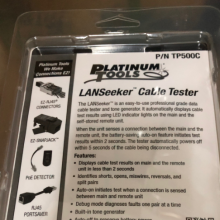 Platinum Tools
We Make
Connections EZ!
P/N TP500C
PLATINUM
TOOLS
EZ-RJ45®
CONNECTORS
EZ-SNAPJACK™
PoE DETECTOR
RJ45
PORTSAVER
LANSeeker™ Cable Tester
The LANSeeker™ is an easy-to-use professional grade data
cable tester and tone generator. It automatically displays cable
test results using LED indicator lights on the main and the
self-stored remote unit.
When the unit senses a connection between the main and the
remote unit, the battery-saving, auto-on feature initiates test
results within 2 seconds. The tester automatically powers off
within 5 seconds of the cable being disconnected.
Features:
• Displays cable test results on main and the remote
unit in less than 2 seconds
• Identifies shorts, opens, miswires, reversals, and
split pairs
• Auto-on initiates test when a connection is sensed
between main and remote
• Debug mode diagnoses faults one pair at a time
• Built-in tone generator